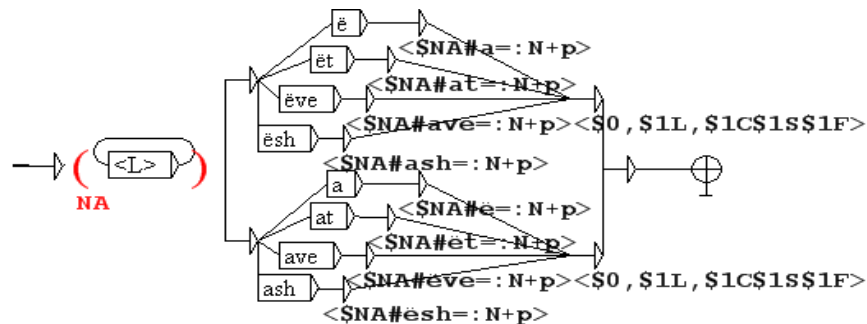 ë
<$NA#a=:N+p>
ët
<$NA#at=:N+p>
ëve
<$NA#ave=:N+p><$0,$1L,$1C$1S$1F>
ësh
<$NA#ash=:N+p>
( <L> )
NA
a
<$NA#ë=:N+p>
at
<$NA#ët=:N+p>
ave
<$NA#ëve=:N+p><$0,$1L,$1C$1S$1F>
ash
<$NA#ësh=:N+p>